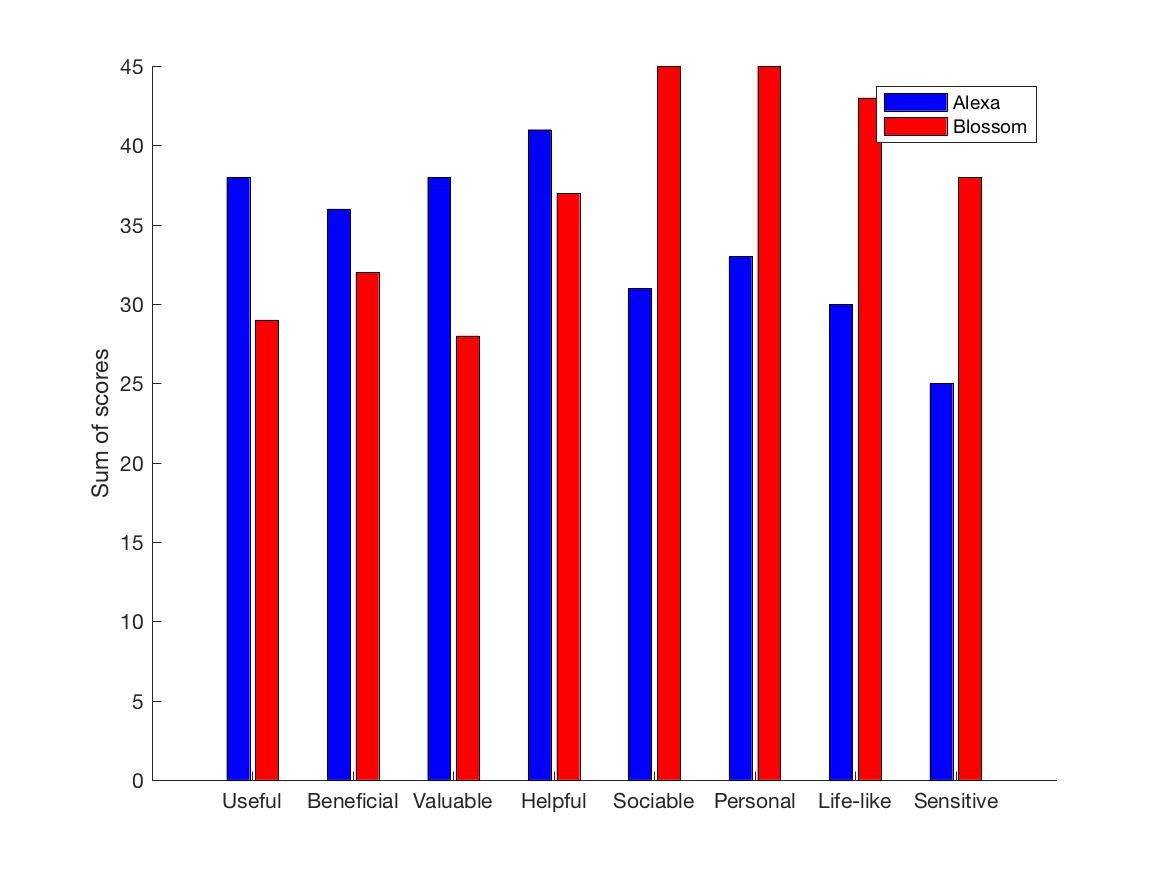 45
40
35
30
25
20
15
10
5
0
Sum of scores
Alexa
Blossom
Useful Beneficial Valuable Helpful Sociable Personal Life-like Sensitive